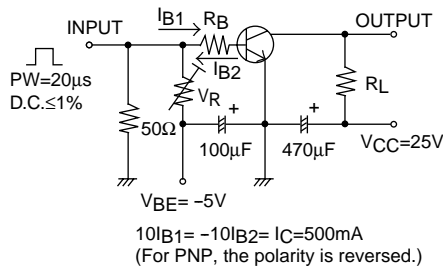 IB1
RB
OUTPUT
INPUT
IB2
PW=20μs
D.C.≤1%
VR
RL
50Ω
+
+
100μF
470μF
VCC=25V
VBE= –5V
10IB1= –10IB2= IC=500mA
(For PNP, the polarity is reversed.)